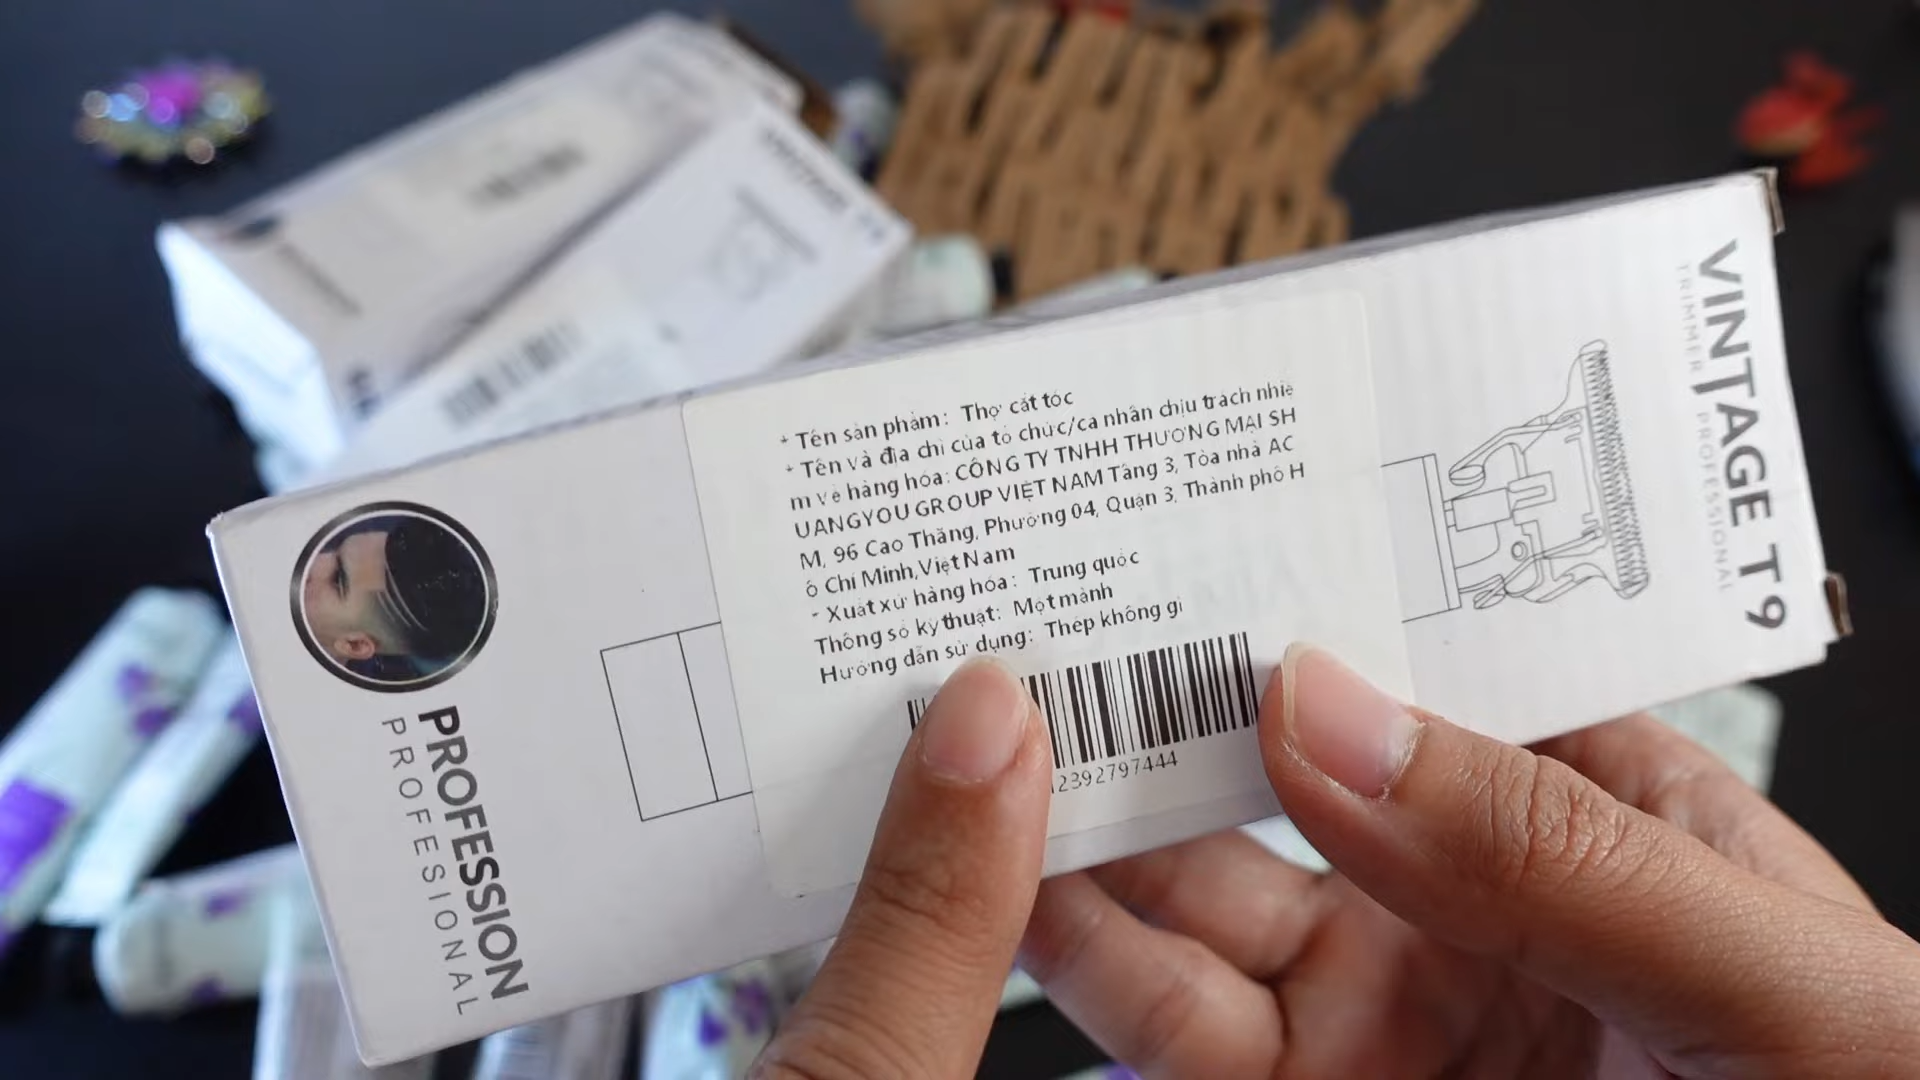 + Tên sản phẩm: Thợ cắt tóc
+ Tên và địa chỉ của tổ chức/cá nhân chịu trách nhiệ
m về hàng hóa: CÔNG TY TNHH THƯƠNG MẠI SH
UANGYOU GROUP VIỆT NAM Tầng 3, Tòa nhà AC
M, 96 Cao Thăng, Phường 04, Quận 3, Thành phố H
ồ Chí Minh,Việt Nam
- Xuất xứ hàng hóa: Trung quốc
Thông số kỹ thuật: Một mảnh
Hướng dẫn sử dụng: Thép không gỉ
2392797444
PROFESSION
PROFESSIONAL
VINTAGE T9
TRIMMER PROFESSIONAL